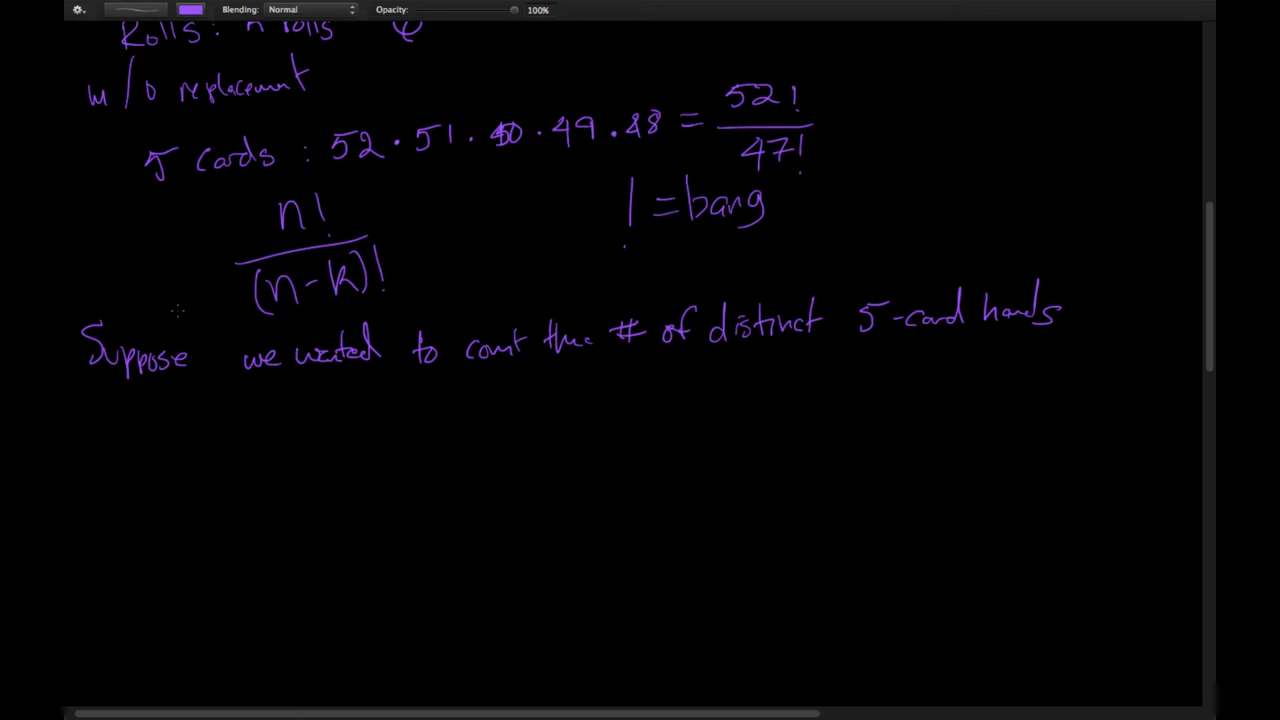 Blending: Normal Opacity: 100%
Rolls: n rolls
w/o replacement
5 cards : 52 · 51 · 50 · 49 · 48 = 52! / 47!
n! / (n-k)!
! = bang
Suppose we wanted to count the # of distinct 5-card hands